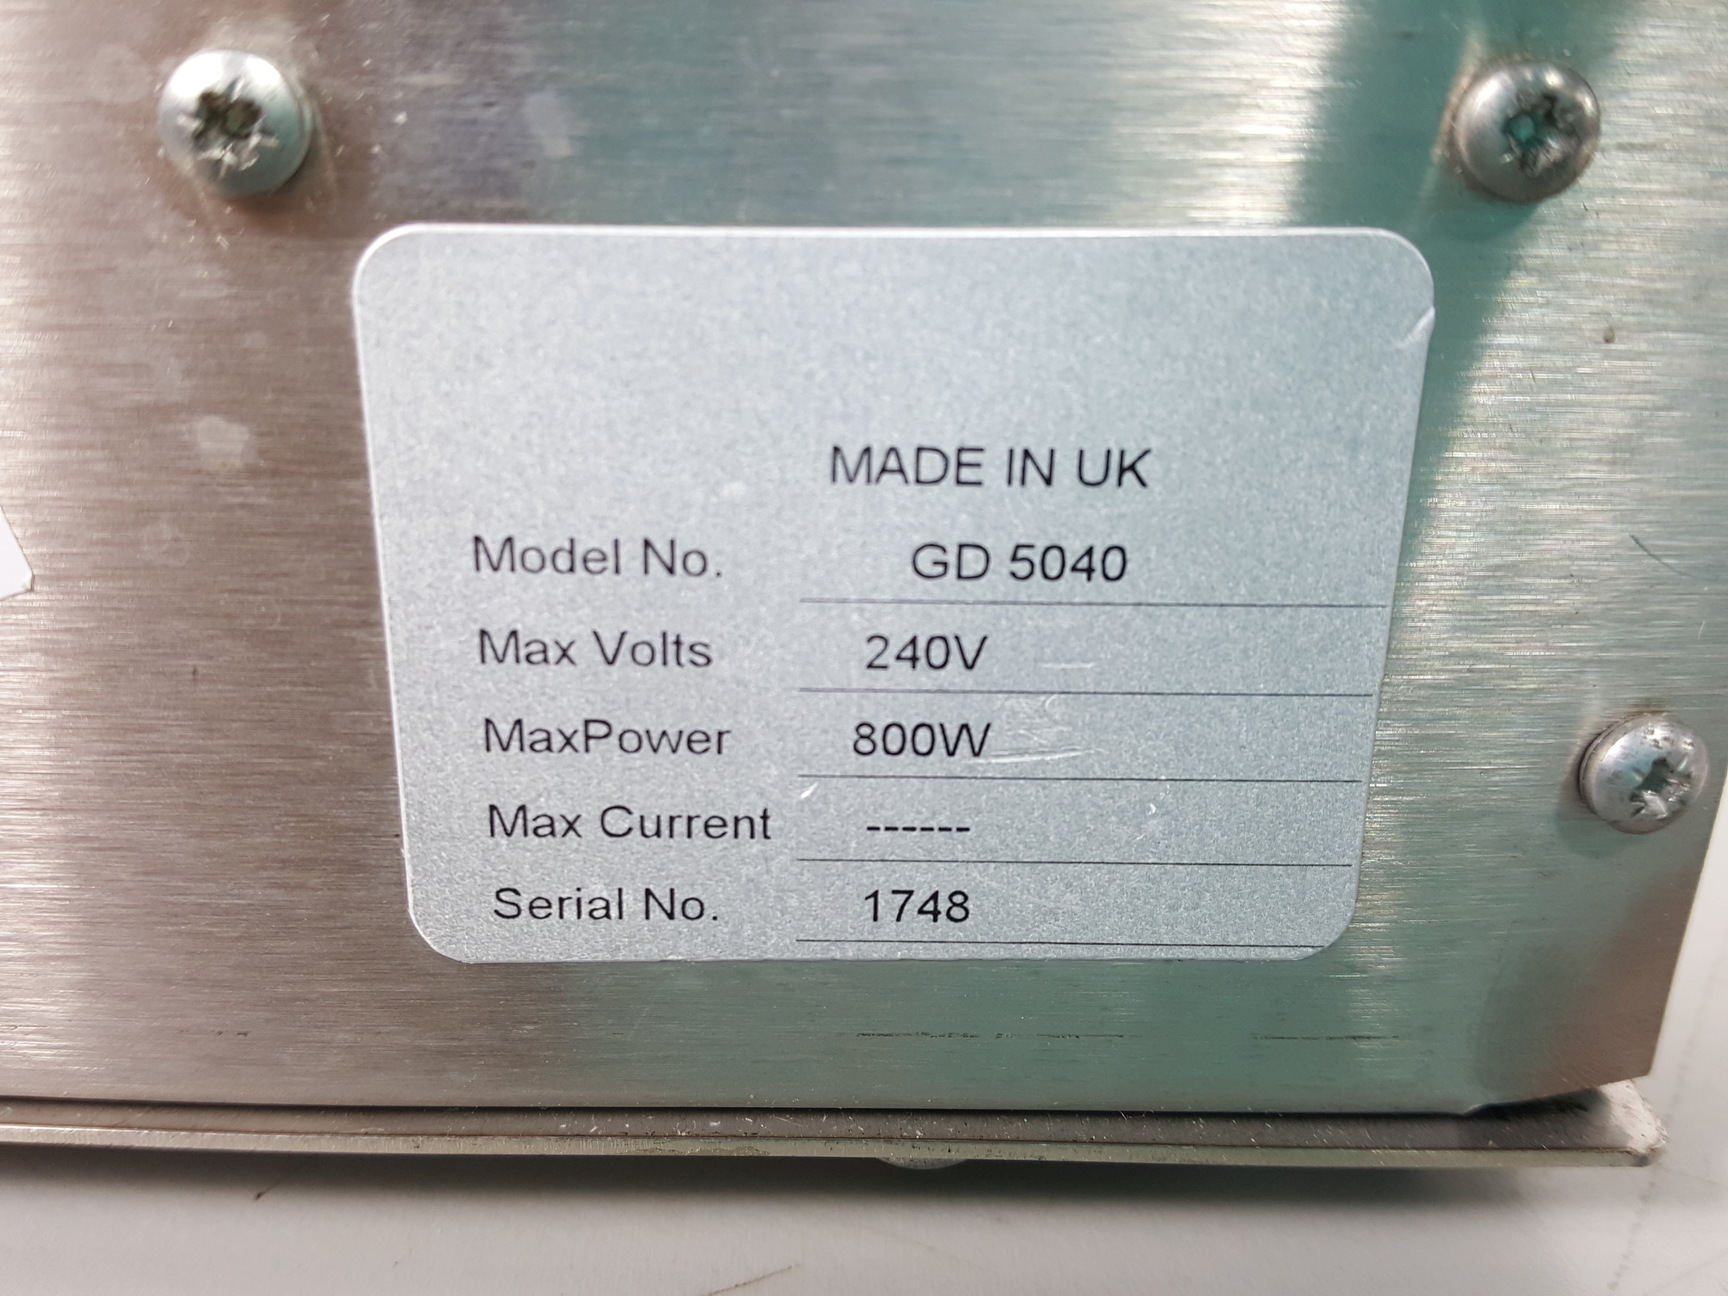 MADE IN UK
Model No. GD 5040
Max Volts 240V
MaxPower 800W
Max Current ------
Serial No. 1748